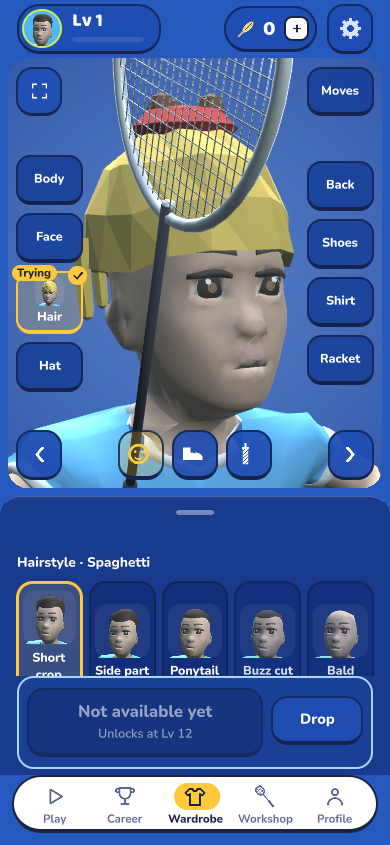 Lv 1
0
Moves
Body
Back
Face
Shoes
Trying
Hair
Shirt
Hat
Racket
Hairstyle · Spaghetti
Short
crop
Side part
Ponytail
Buzz cut
Bald
Not available yet
Unlocks at Lv 12
Drop
Play
Career
Wardrobe
Workshop
Profile